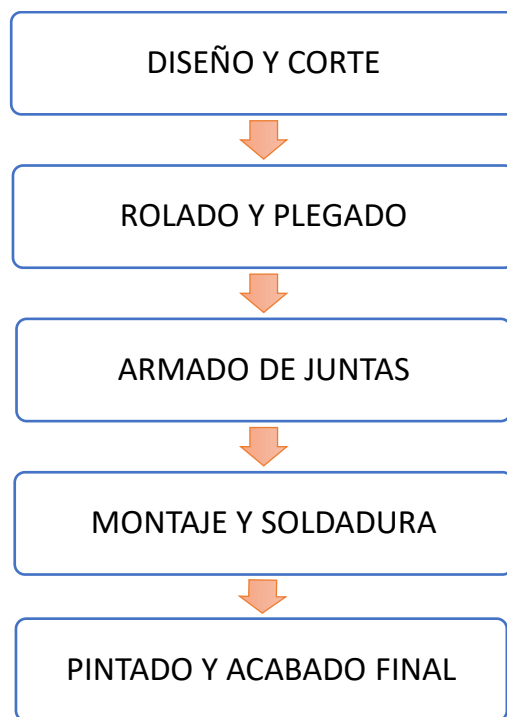 DISEÑO Y CORTE
ROLADO Y PLEGADO
ARMADO DE JUNTAS
MONTAJE Y SOLDADURA
PINTADO Y ACABADO FINAL